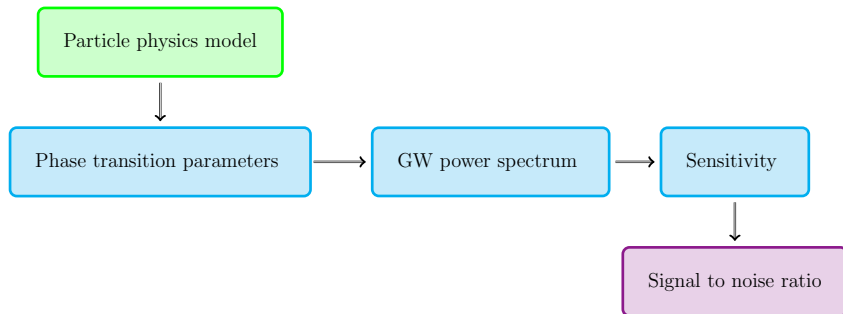 Particle physics model
Phase transition parameters
GW power spectrum
Sensitivity
Signal to noise ratio